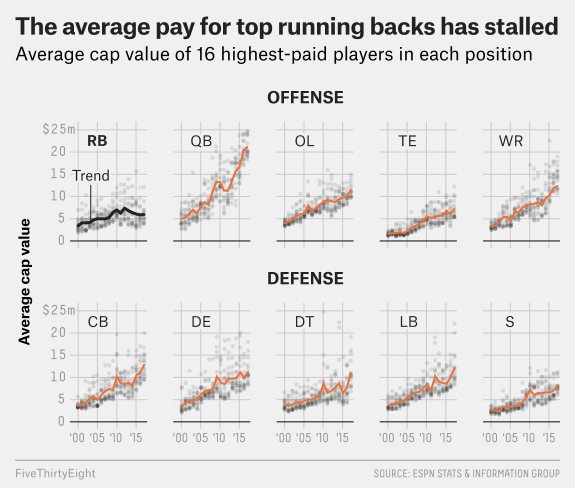 The average pay for top running backs has stalled
Average cap value of 16 highest-paid players in each position
OFFENSE
$25m
20
15
10
5
0
RB
Trend
QB
OL
TE
WR
Average cap value
DEFENSE
$25m
20
15
10
5
0
CB
DE
DT
LB
S
'00 '05 '10 '15
'00 '05 '10 '15
'00 '05 '10 '15
'00 '05 '10 '15
'00 '05 '10 '15
FiveThirtyEight
SOURCE: ESPN STATS & INFORMATION GROUP